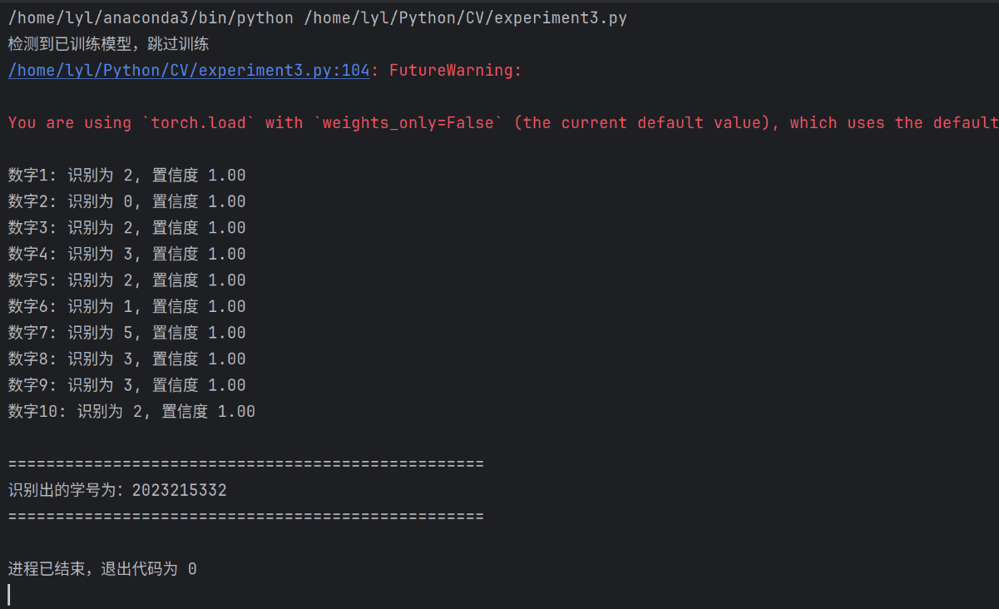 /home/lyl/anaconda3/bin/python /home/lyl/Python/CV/experiment3.py
检测到已训练模型，跳过训练
/home/lyl/Python/CV/experiment3.py:104: FutureWarning:
You are using `torch.load` with `weights_only=False` (the current default value), which uses the default
数字1: 识别为 2, 置信度 1.00
数字2: 识别为 0, 置信度 1.00
数字3: 识别为 2, 置信度 1.00
数字4: 识别为 3, 置信度 1.00
数字5: 识别为 2, 置信度 1.00
数字6: 识别为 1, 置信度 1.00
数字7: 识别为 5, 置信度 1.00
数字8: 识别为 3, 置信度 1.00
数字9: 识别为 3, 置信度 1.00
数字10: 识别为 2, 置信度 1.00
==================================================
识别出的学号为：2023215332
==================================================
进程已结束，退出代码为 0